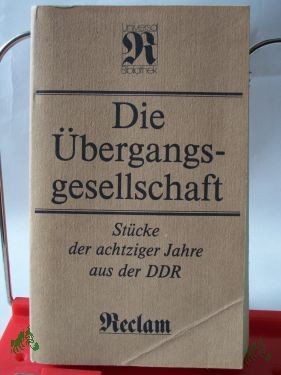 Universal
R
Bibliothek
Die
Übergangs-
gesellschaft
Stücke
der achtziger Jahre
aus der DDR
Reclam